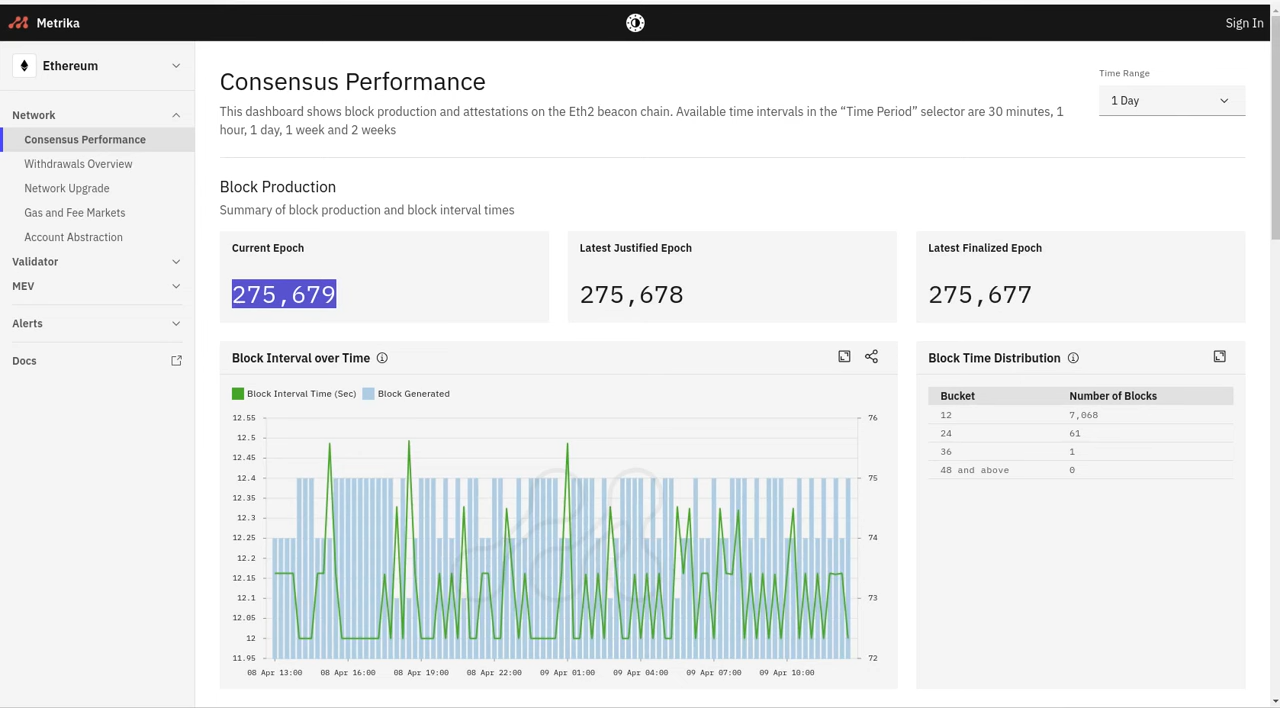 Metrika
Sign In
Ethereum
Network
Consensus Performance
Withdrawals Overview
Network Upgrade
Gas and Fee Markets
Account Abstraction
Validator
MEV
Alerts
Docs
Consensus Performance
This dashboard shows block production and attestations on the Eth2 beacon chain. Available time intervals in the “Time Period” selector are 30 minutes, 1
hour, 1 day, 1 week and 2 weeks
Time Range
1 Day
Block Production
Summary of block production and block interval times
Current Epoch
275,679
Latest Justified Epoch
275,678
Latest Finalized Epoch
275,677
Block Interval over Time
Block Interval Time (Sec) Block Generated
12.55
12.5
12.45
12.4
12.35
12.3
12.25
12.2
12.15
12.1
12.05
12
11.95
76
75
74
73
72
08 Apr 13:00 08 Apr 16:00 08 Apr 19:00 08 Apr 22:00 09 Apr 01:00 09 Apr 04:00 09 Apr 07:00 09 Apr 10:00
Block Time Distribution
Bucket Number of Blocks
12 7,068
24 61
36 1
48 and above 0